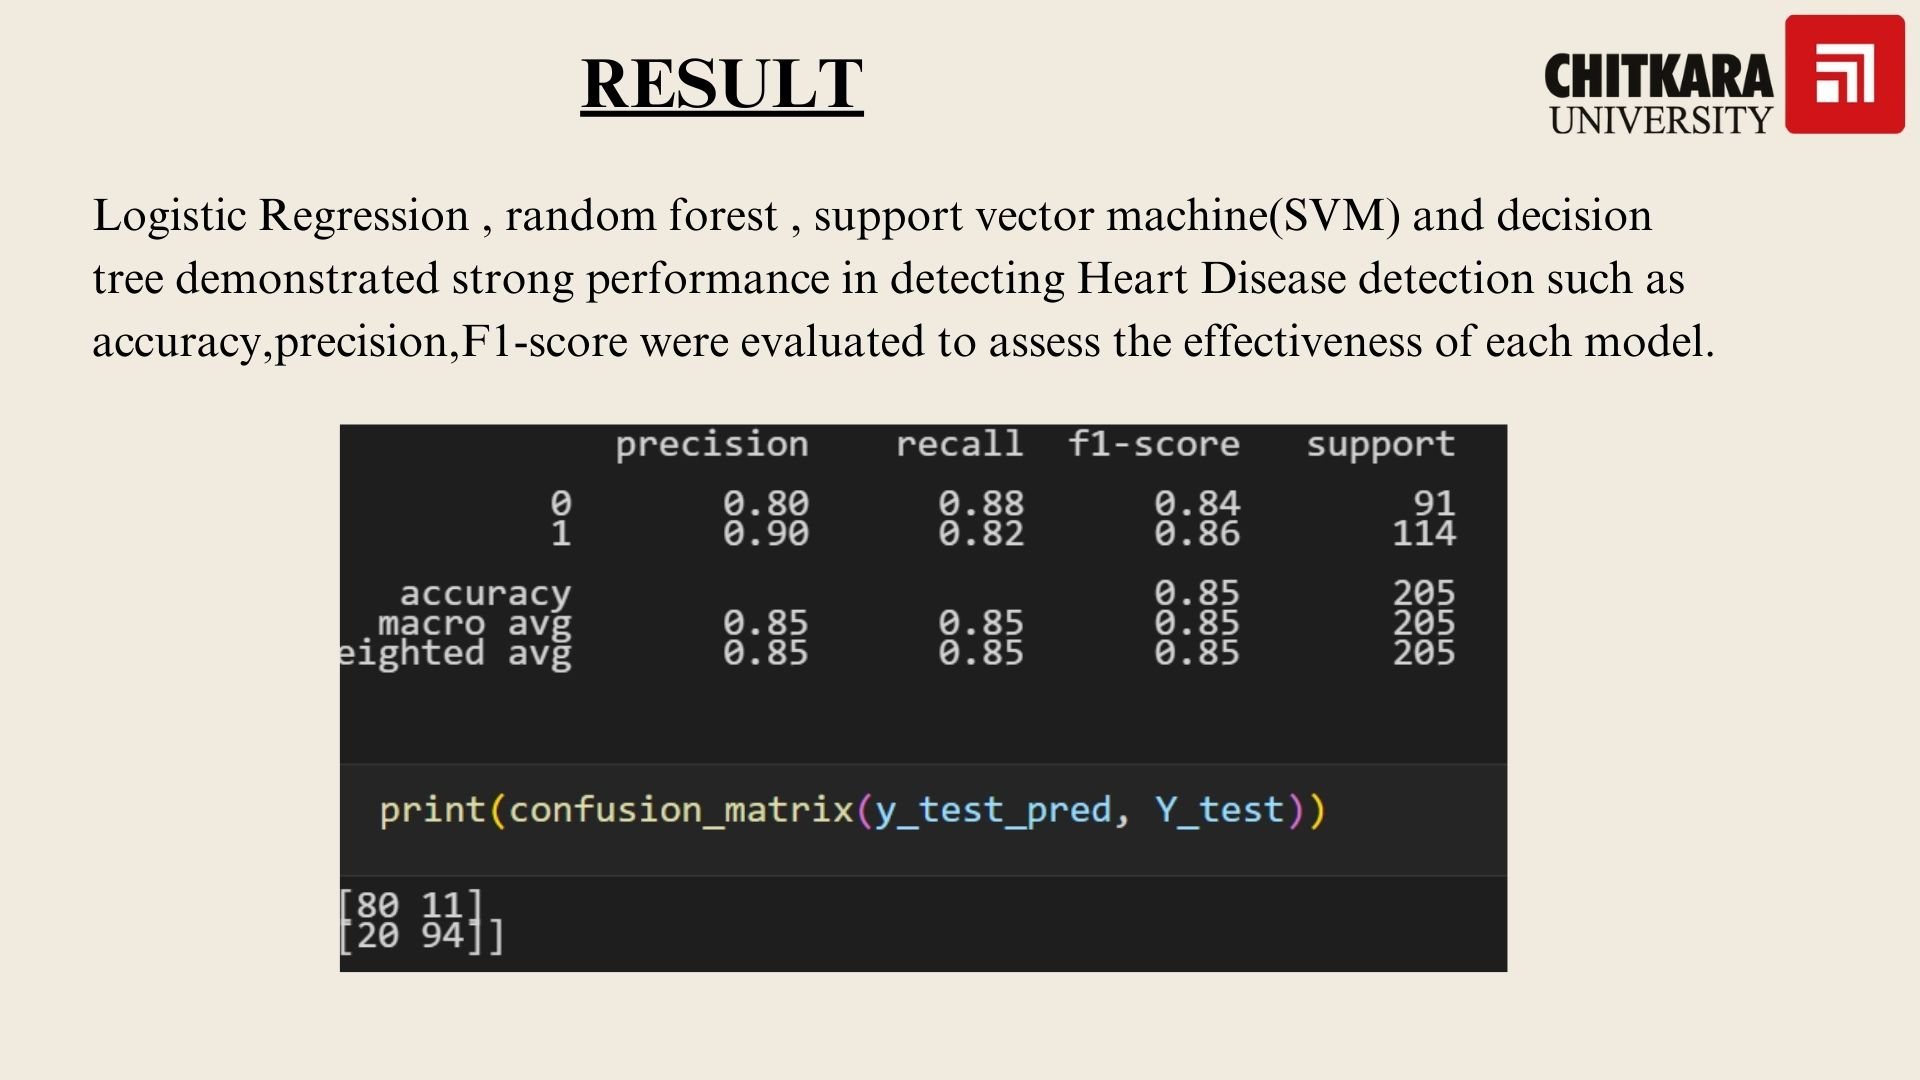 RESULT
CHITKARA
UNIVERSITY
Logistic Regression , random forest , support vector machine(SVM) and decision
tree demonstrated strong performance in detecting Heart Disease detection such as
accuracy,precision,F1-score were evaluated to assess the effectiveness of each model.
precision recall f1-score support
0 0.80 0.88 0.84 91
1 0.90 0.82 0.86 114
accuracy 0.85 205
macro avg 0.85 0.85 0.85 205
eighted avg 0.85 0.85 0.85 205
print(confusion_matrix(y_test_pred, Y_test))
[80 11]
[20 94]]